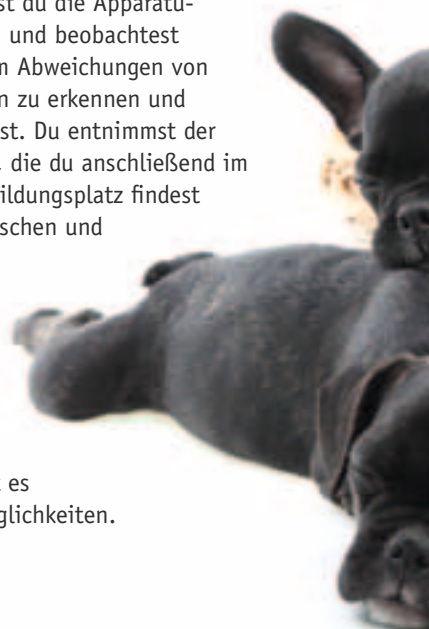 st du die Apparatu-
und beobachtest
m Abweichungen von
n zu erkennen und
st. Du entnimmst der
die du anschließend im
ildungsplatz findest
schen und
es
glichkeiten.